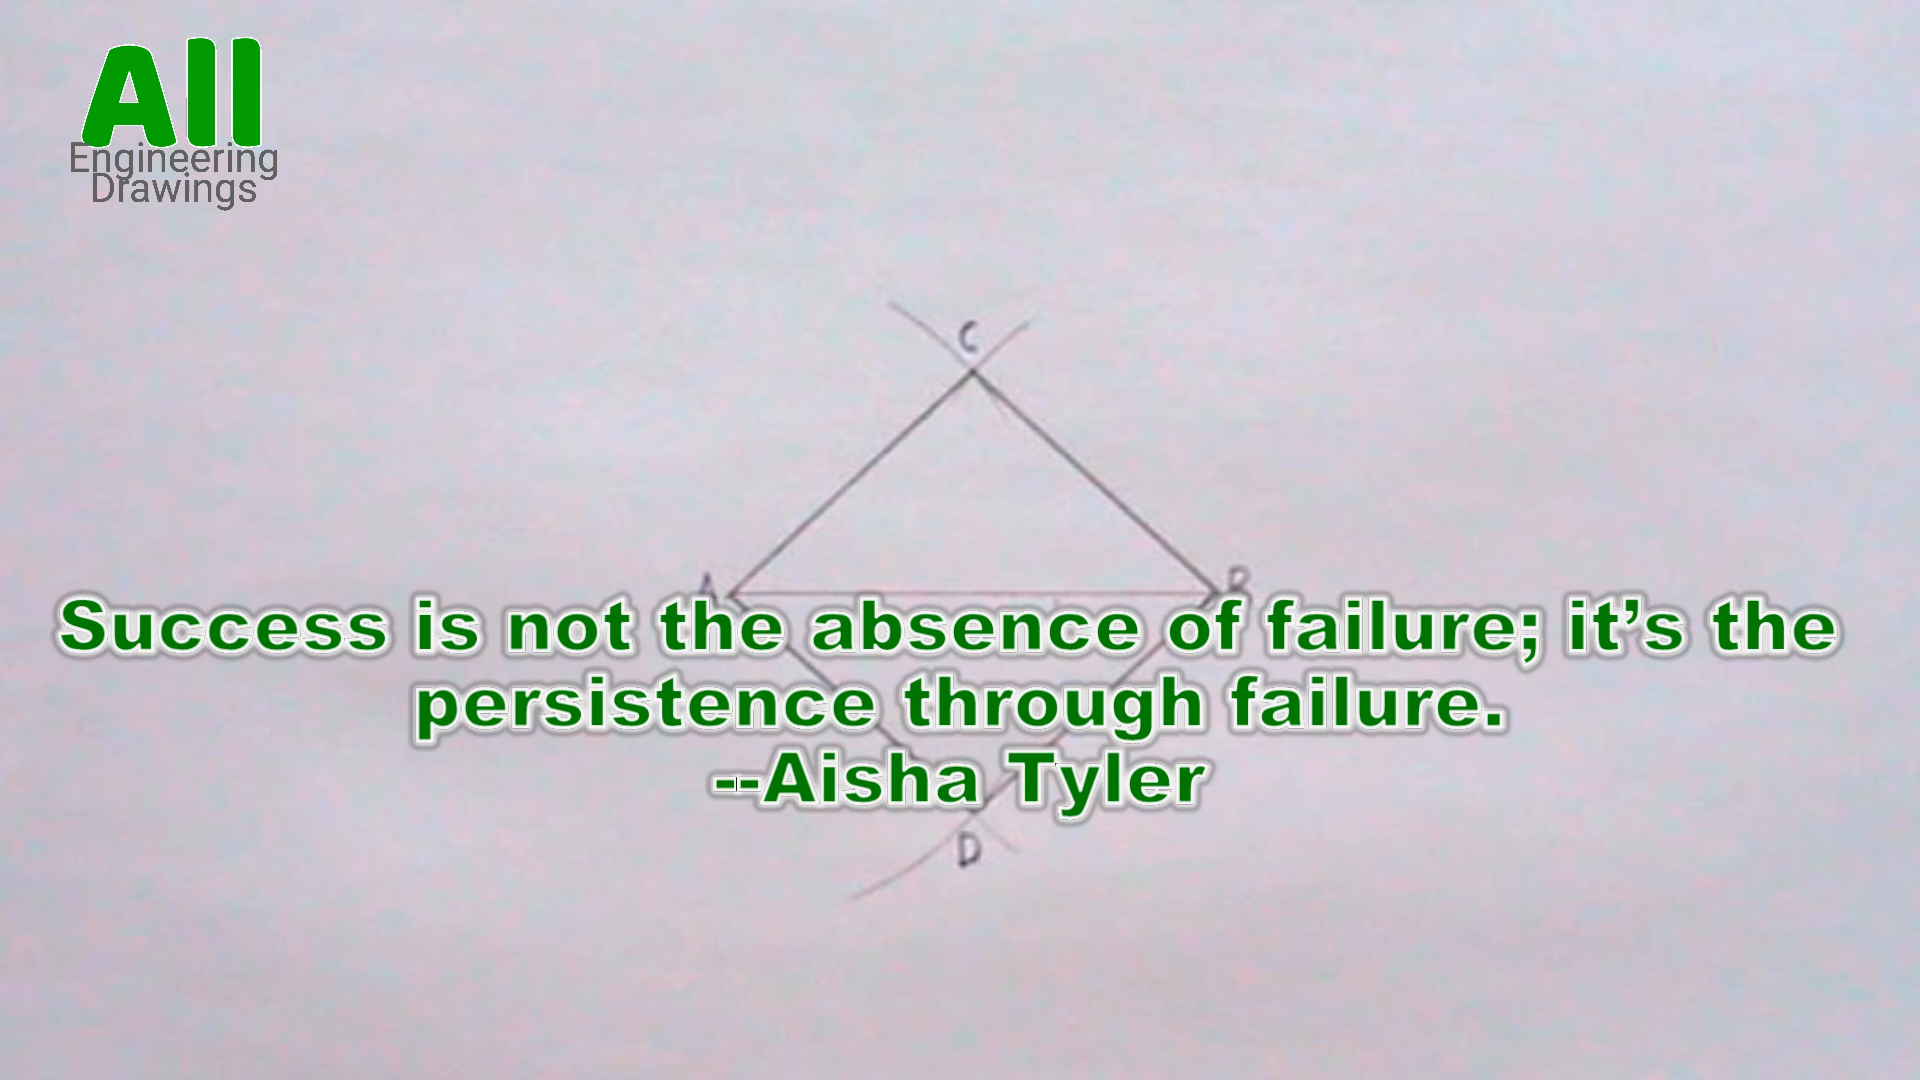 All
Engineering
Drawings
C
A
B
Success is not the absence of failure; it’s the
persistence through failure.
--Aisha Tyler
D